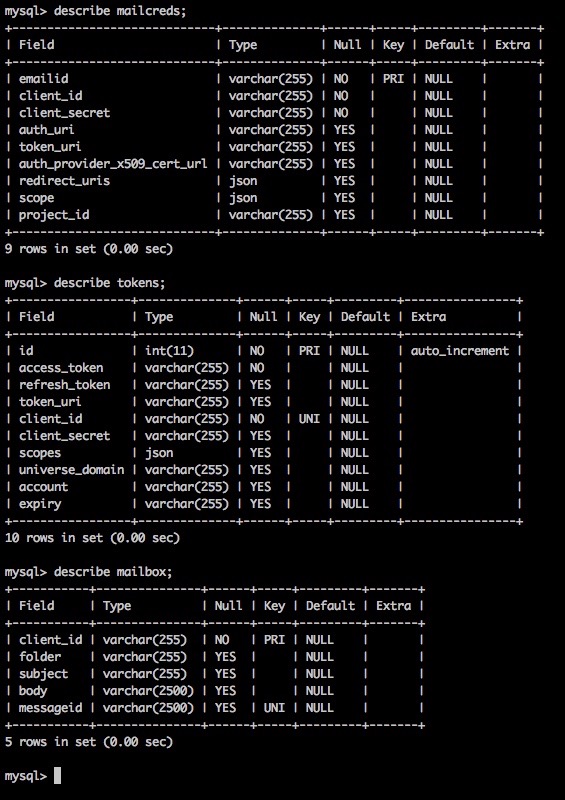 mysql> describe mailcreds;
+-----------------------------+--------------+------+-----+---------+-------+
| Field                       | Type         | Null | Key | Default | Extra |
+-----------------------------+--------------+------+-----+---------+-------+
| emailid                     | varchar(255) | NO   | PRI | NULL    |       |
| client_id                   | varchar(255) | NO   |     | NULL    |       |
| client_secret               | varchar(255) | NO   |     | NULL    |       |
| auth_uri                    | varchar(255) | YES  |     | NULL    |       |
| token_uri                   | varchar(255) | YES  |     | NULL    |       |
| auth_provider_x509_cert_url | varchar(255) | YES  |     | NULL    |       |
| redirect_uris               | json         | YES  |     | NULL    |       |
| scope                       | json         | YES  |     | NULL    |       |
| project_id                  | varchar(255) | YES  |     | NULL    |       |
+-----------------------------+--------------+------+-----+---------+-------+
9 rows in set (0.00 sec)

mysql> describe tokens;
+-----------------+--------------+------+-----+---------+----------------+
| Field           | Type         | Null | Key | Default | Extra          |
+-----------------+--------------+------+-----+---------+----------------+
| id              | int(11)      | NO   | PRI | NULL    | auto_increment |
| access_token    | varchar(255) | NO   |     | NULL    |                |
| refresh_token   | varchar(255) | YES  |     | NULL    |                |
| token_uri       | varchar(255) | YES  |     | NULL    |                |
| client_id       | varchar(255) | NO   | UNI | NULL    |                |
| client_secret   | varchar(255) | YES  |     | NULL    |                |
| scopes          | json         | YES  |     | NULL    |                |
| universe_domain | varchar(255) | YES  |     | NULL    |                |
| account         | varchar(255) | YES  |     | NULL    |                |
| expiry          | varchar(255) | YES  |     | NULL    |                |
+-----------------+--------------+------+-----+---------+----------------+
10 rows in set (0.00 sec)

mysql> describe mailbox;
+-----------+---------------+------+-----+---------+-------+
| Field     | Type          | Null | Key | Default | Extra |
+-----------+---------------+------+-----+---------+-------+
| client_id | varchar(255)  | NO   | PRI | NULL    |       |
| folder    | varchar(255)  | YES  |     | NULL    |       |
| subject   | varchar(255)  | YES  |     | NULL    |       |
| body      | varchar(2500) | YES  |     | NULL    |       |
| messageid | varchar(2500) | YES  | UNI | NULL    |       |
+-----------+---------------+------+-----+---------+-------+
5 rows in set (0.00 sec)

mysql>